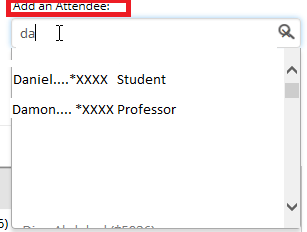 Add an Attendee:
da
Daniel....*XXXX Student
Damon.... *XXXX Professor